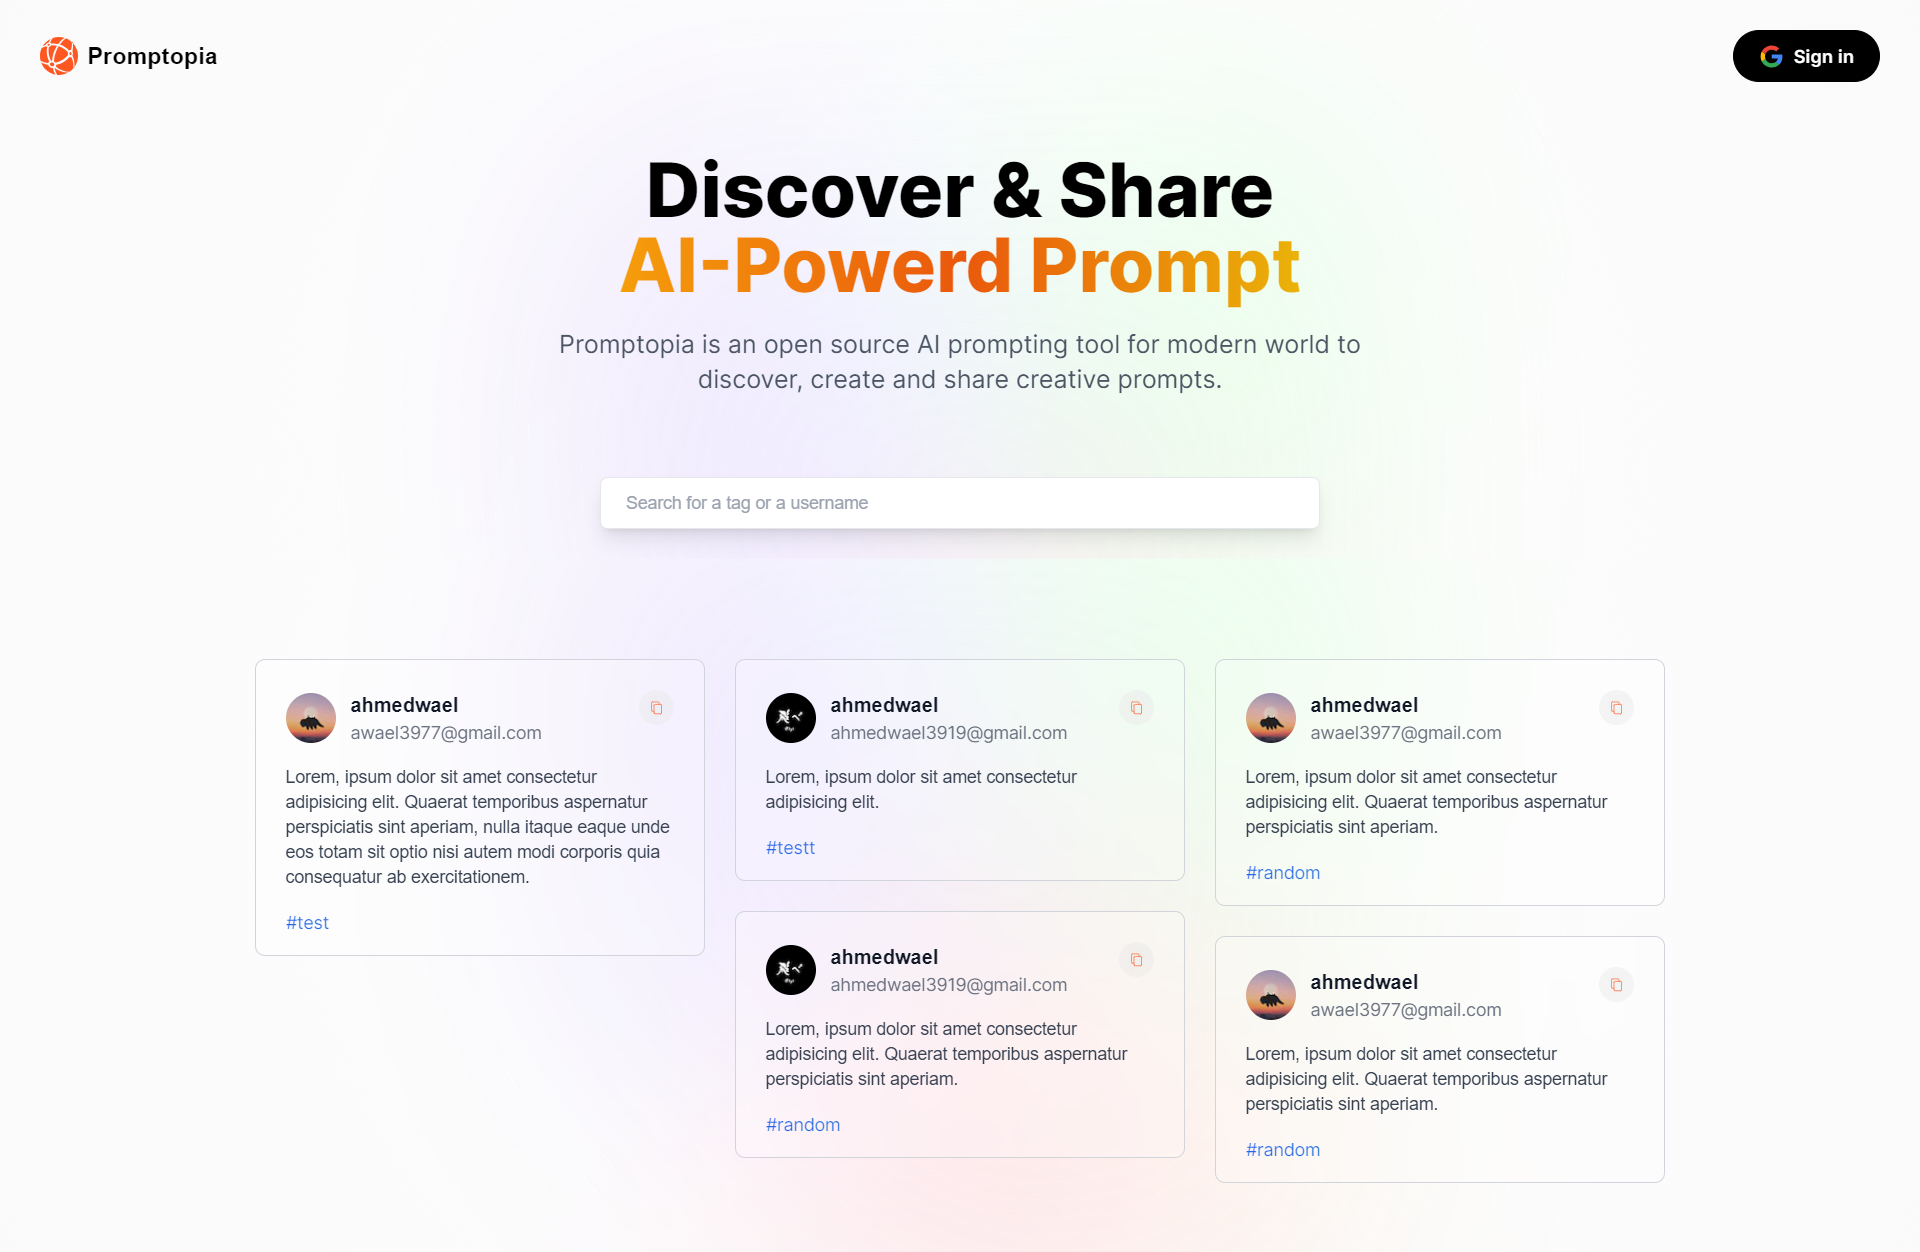 Promptopia
Sign in
Discover & Share
AI-Powerd Prompt
Promptopia is an open source AI prompting tool for modern world to
discover, create and share creative prompts.
Search for a tag or a username
ahmedwael
awael3977@gmail.com
Lorem, ipsum dolor sit amet consectetur
adipisicing elit. Quaerat temporibus aspernatur
perspiciatis sint aperiam, nulla itaque eaque unde
eos totam sit optio nisi autem modi corporis quia
consequatur ab exercitationem.
#test
ahmedwael
ahmedwael3919@gmail.com
Lorem, ipsum dolor sit amet consectetur
adipisicing elit.
#testt
ahmedwael
ahmedwael3919@gmail.com
Lorem, ipsum dolor sit amet consectetur
adipisicing elit. Quaerat temporibus aspernatur
perspiciatis sint aperiam.
#random
ahmedwael
awael3977@gmail.com
Lorem, ipsum dolor sit amet consectetur
adipisicing elit. Quaerat temporibus aspernatur
perspiciatis sint aperiam.
#random
ahmedwael
awael3977@gmail.com
Lorem, ipsum dolor sit amet consectetur
adipisicing elit. Quaerat temporibus aspernatur
perspiciatis sint aperiam.
#random